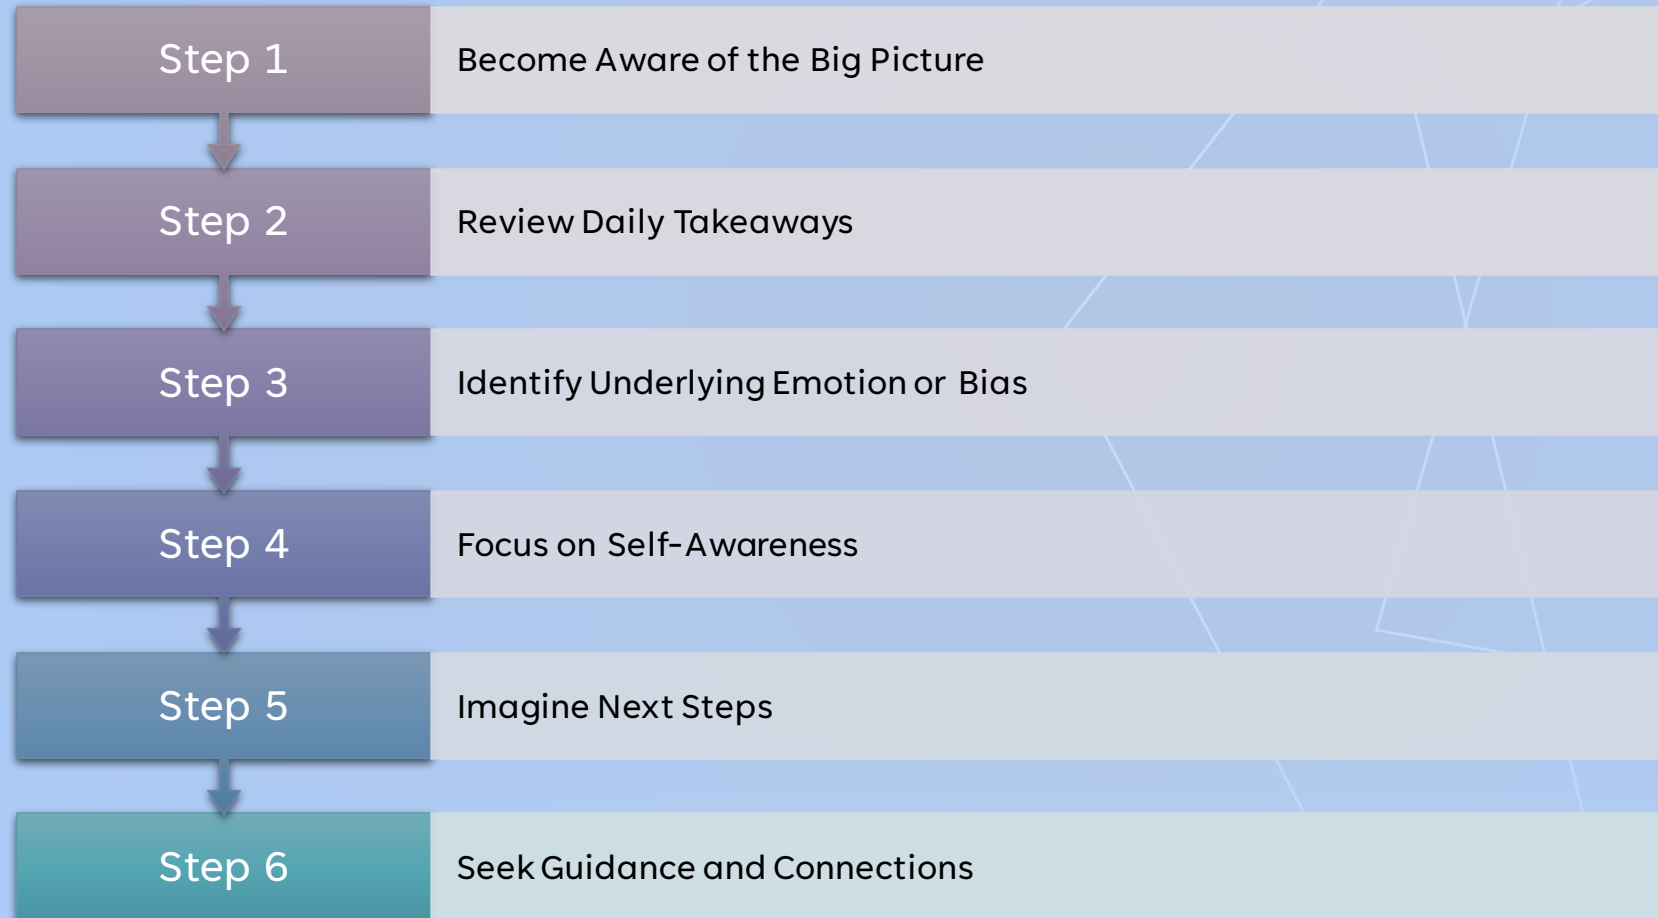 Step 1
Become Aware of the Big Picture
Step 2
Review Daily Takeaways
Step 3
Identify Underlying Emotion or Bias
Step 4
Focus on Self-Awareness
Step 5
Imagine Next Steps
Step 6
Seek Guidance and Connections